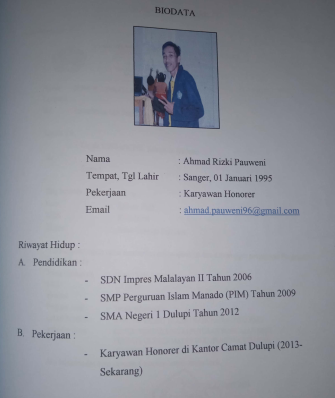 BIODATA
Nama : Ahmad Rizki Pauweni
Tempat, Tgl Lahir : Sanger, 01 Januari 1995
Pekerjaan : Karyawan Honorer
Email : ahmad.pauweni96@gmail.com
Riwayat Hidup :
A. Pendidikan :
- SDN Impres Malalayan II Tahun 2006
- SMP Perguruan Islam Manado (PIM) Tahun 2009
- SMA Negeri 1 Dulupi Tahun 2012
B. Pekerjaan :
- Karyawan Honorer di Kantor Camat Dulupi (2013-
Sekarang)